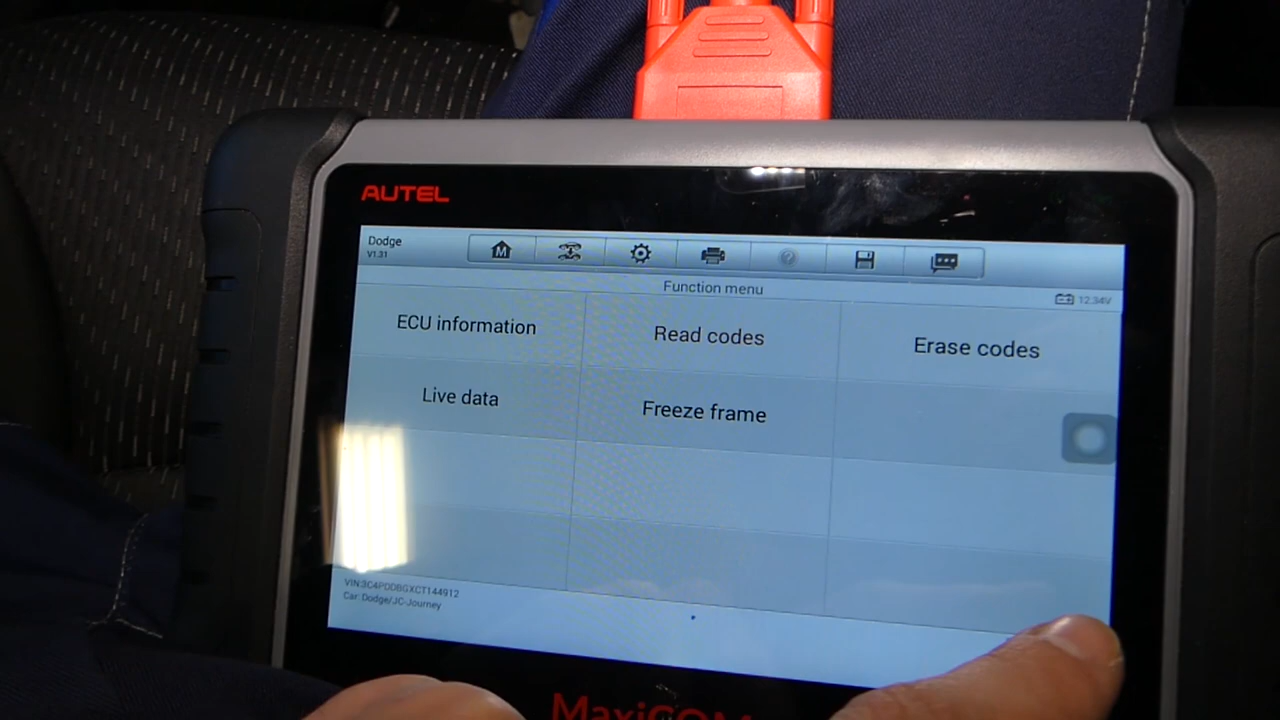 AUTEL
Dodge
V1.31
M
?
Function menu
12.34V
ECU information
Read codes
Erase codes
Live data
Freeze frame
VIN:3C4PDDBGXCT144912
Car: Dodge/JC-Journey
MaxiCOM